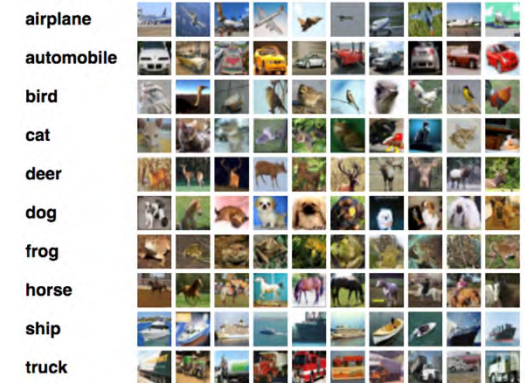 airplane
automobile
bird
cat
deer
dog
frog
horse
ship
truck